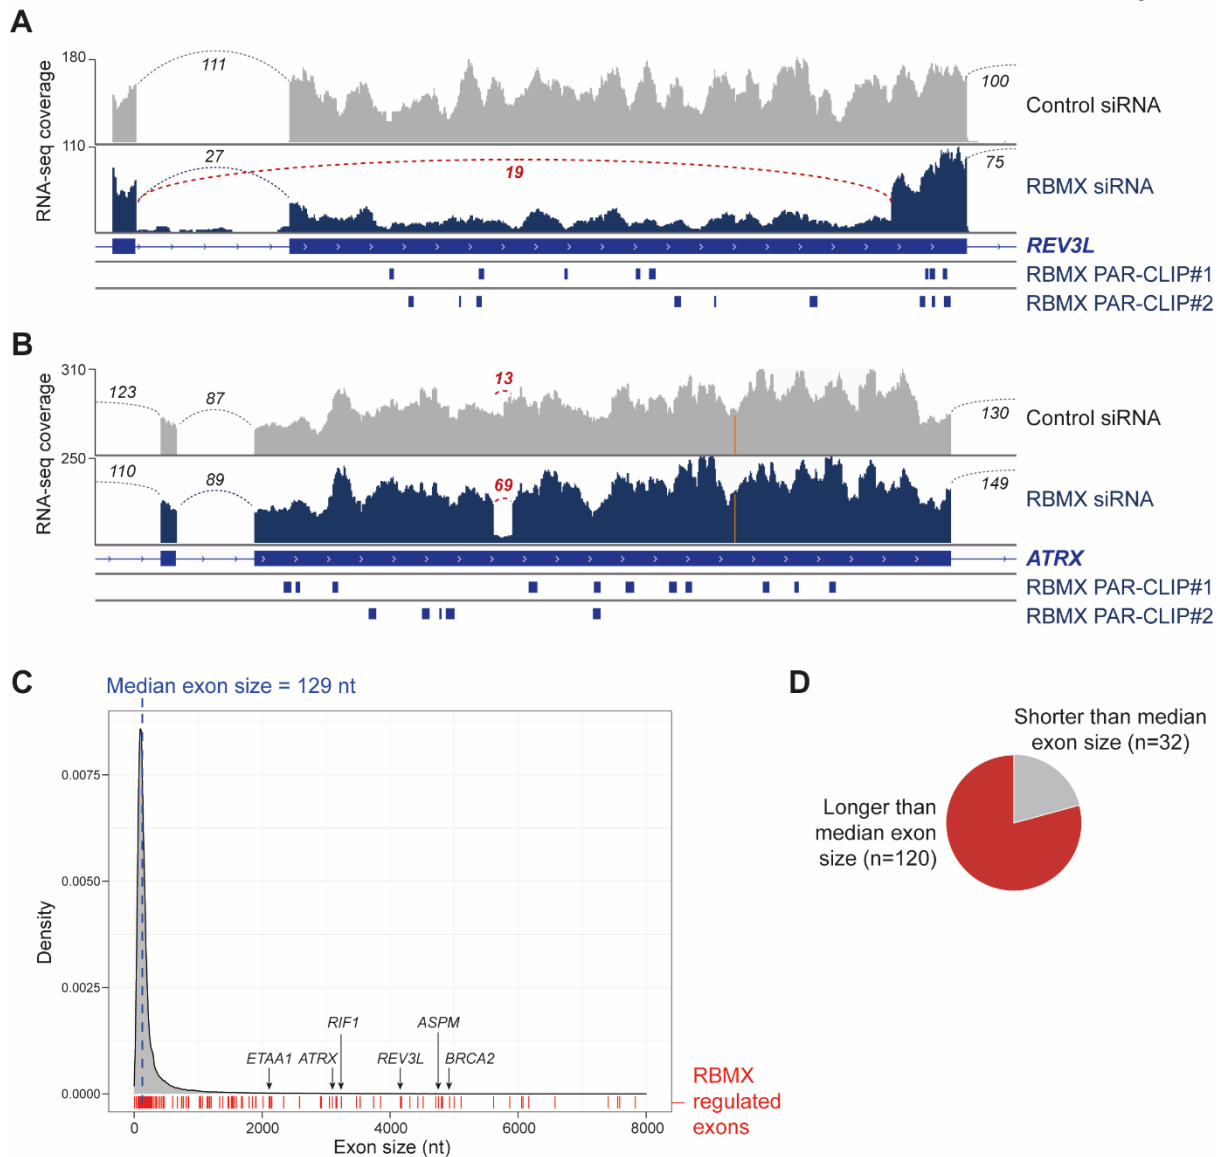 A
RNA-seq coverage
180
111
100
Control siRNA
110
27
19
75
RBMX siRNA
REV3L
RBMX PAR-CLIP#1
RBMX PAR-CLIP#2
B
RNA-seq coverage
310
123
87
13
130
Control siRNA
250
110
89
69
149
RBMX siRNA
ATRX
RBMX PAR-CLIP#1
RBMX PAR-CLIP#2
C
Median exon size = 129 nt
Density
0.0075
0.0050
0.0025
0.0000
RIF1
ASPM
ETAA1
ATRX
REV3L
BRCA2
RBMX
regulated
exons
0
2000
4000
6000
8000
Exon size (nt)
D
Shorter than median
exon size (n=32)
Longer than
median exon
size (n=120)